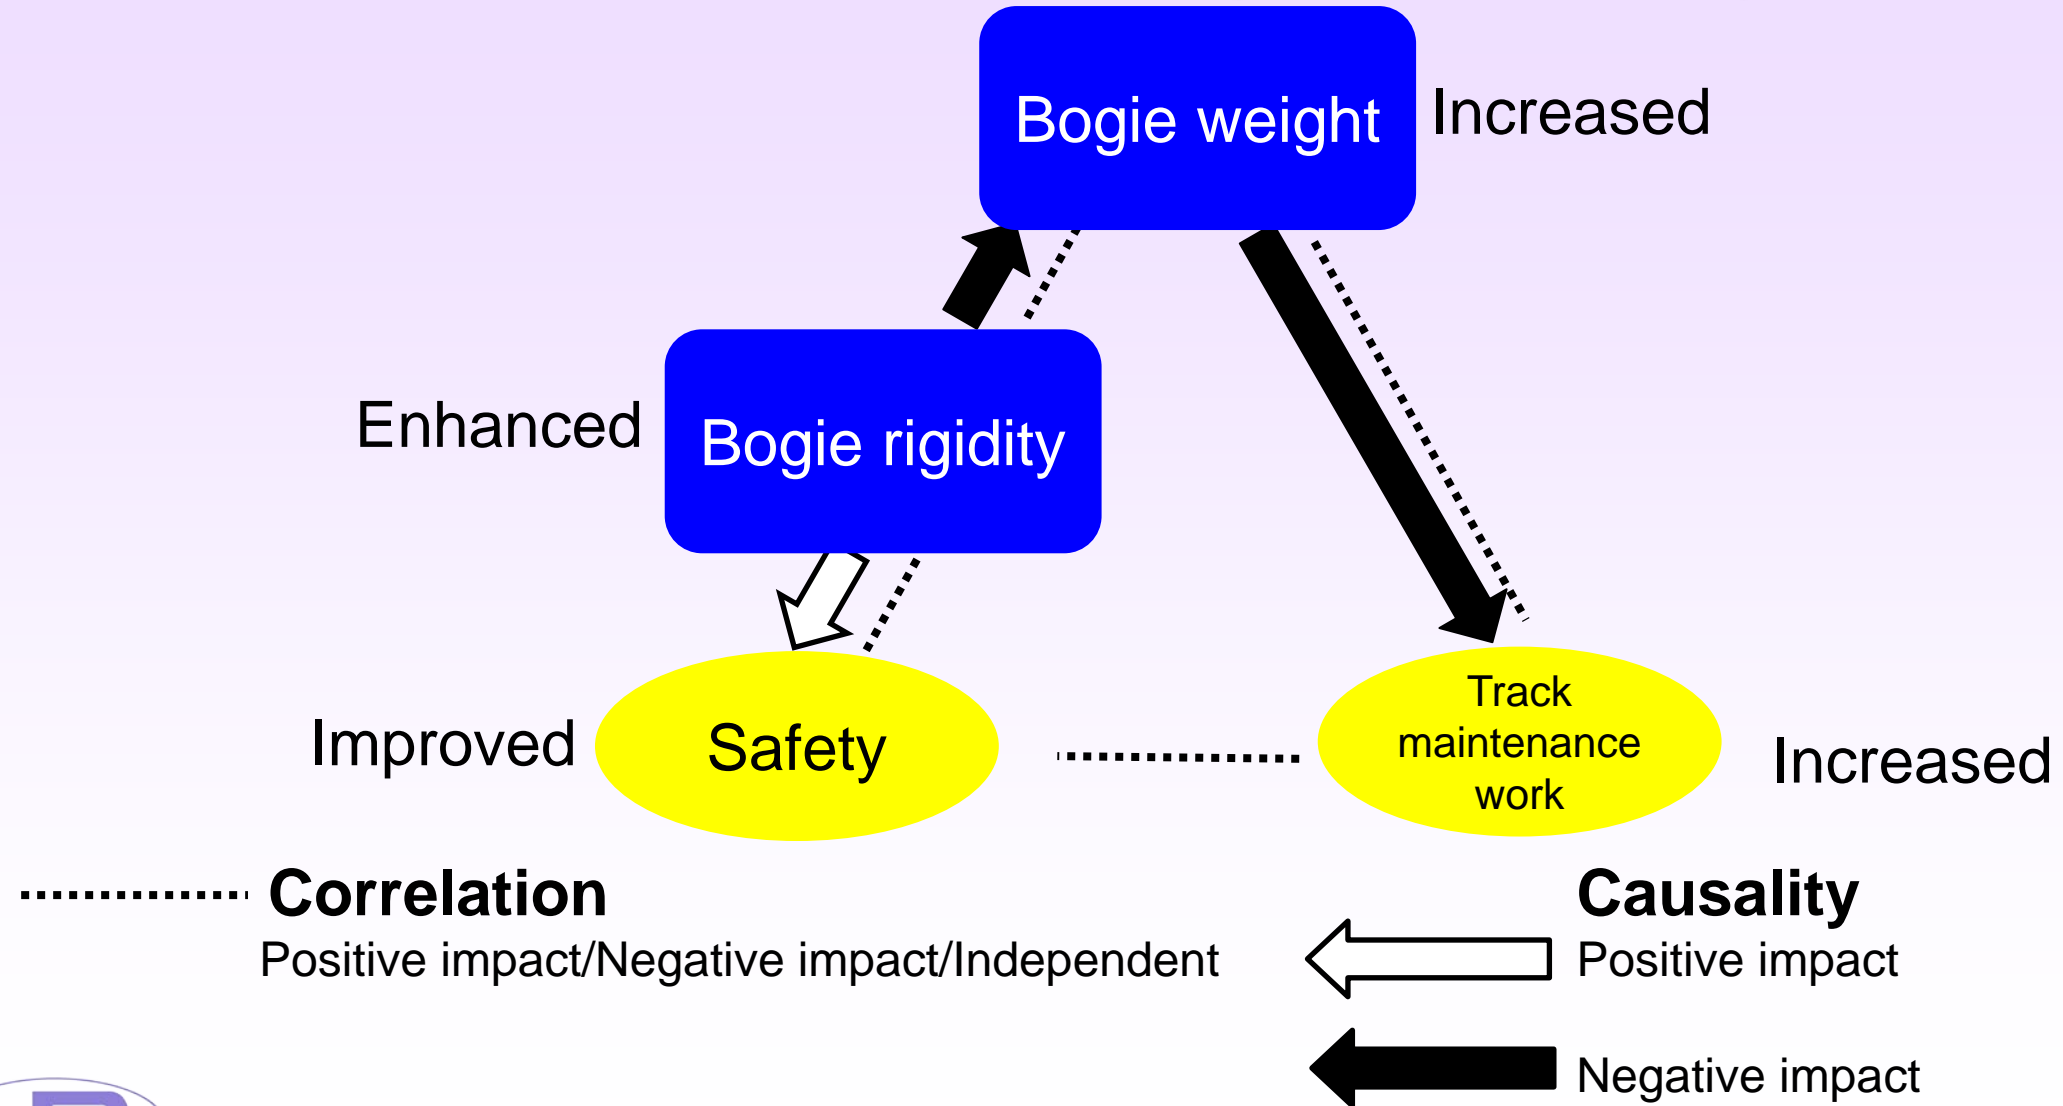 Bogie weight
Increased
Enhanced
Bogie rigidity
Improved
Safety
Track
maintenance
work
Increased
Correlation
Positive impact/Negative impact/Independent
Causality
Positive impact
Negative impact